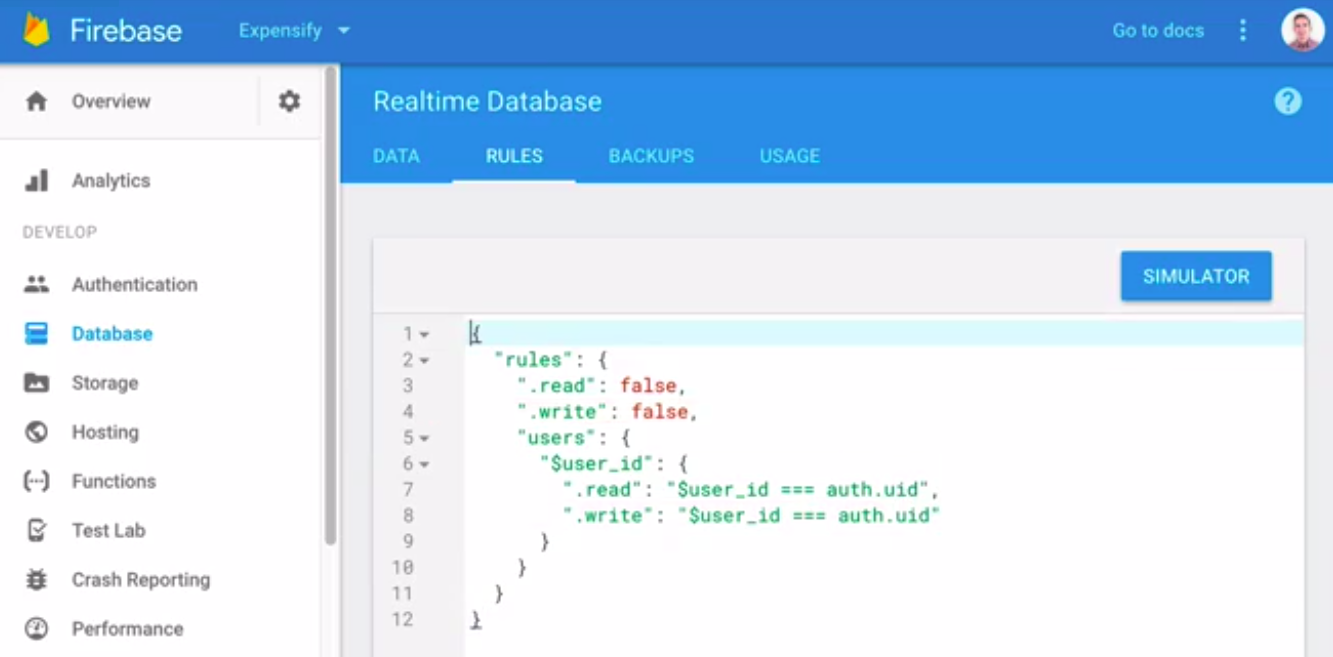 Firebase
Expensify
Go to docs
Overview
Analytics
DEVELOP
Authentication
Database
Storage
Hosting
Functions
Test Lab
Crash Reporting
Performance
Realtime Database
?
DATA RULES BACKUPS USAGE
SIMULATOR
1 {
2 "rules": {
3 ".read": false,
4 ".write": false,
5 "users": {
6 "$user_id": {
7 ".read": "$user_id === auth.uid",
8 ".write": "$user_id === auth.uid"
9 }
10 }
11 }
12 }